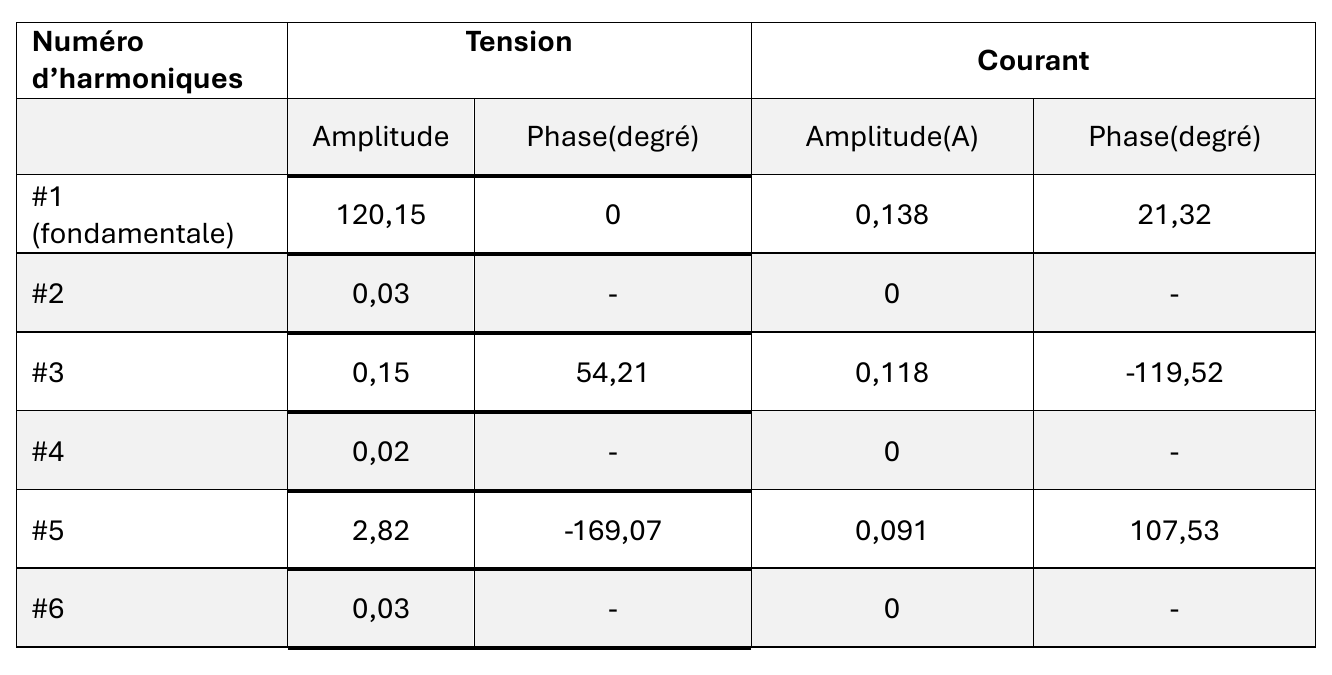 Numéro d’harmoniques Tension Courant
Amplitude Phase(degré) Amplitude(A) Phase(degré)
#1 (fondamentale) 120,15 0 0,138 21,32
#2 0,03 - 0 -
#3 0,15 54,21 0,118 -119,52
#4 0,02 - 0 -
#5 2,82 -169,07 0,091 107,53
#6 0,03 - 0 -